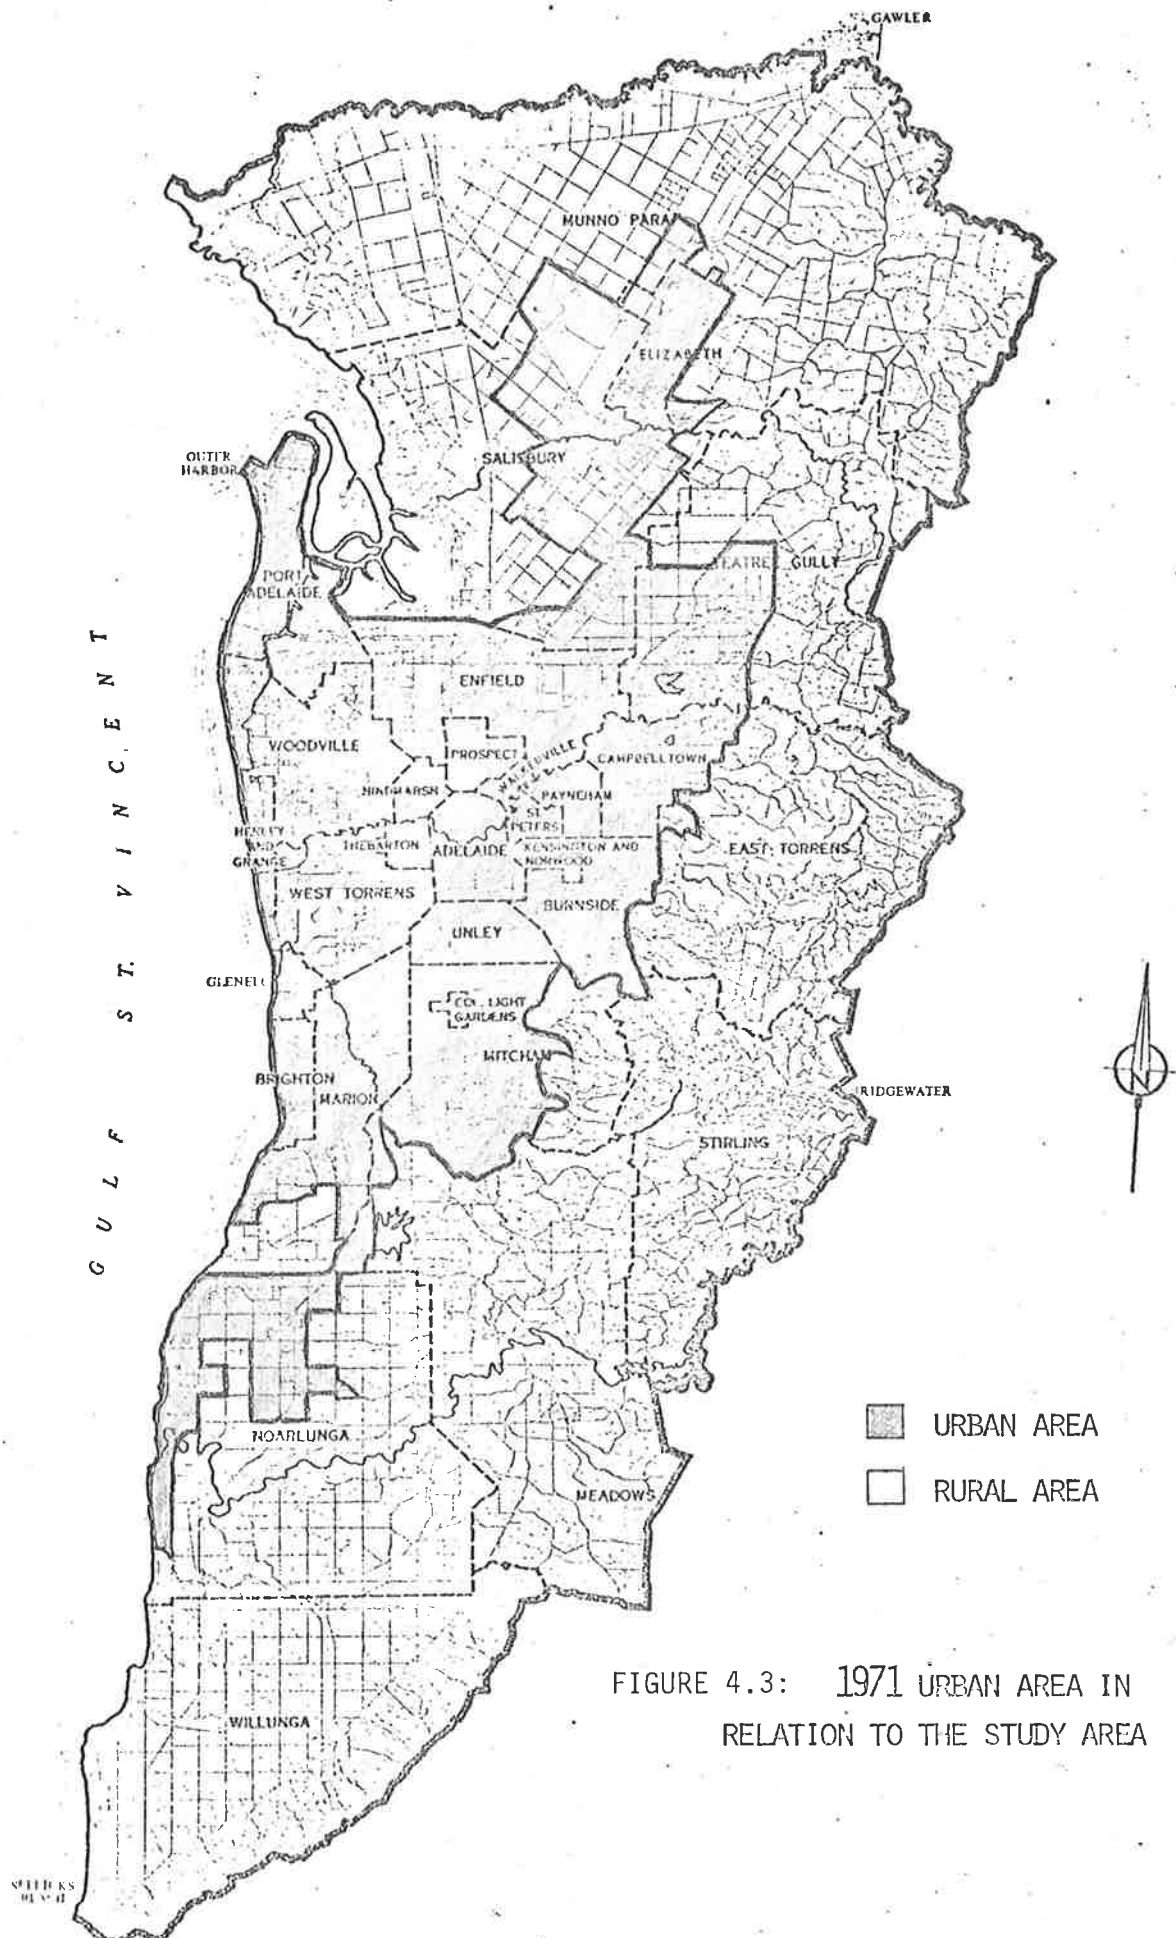 GAWLER
MUNNO PARA
ELIZABETH
OUTER
HARBOR
SALISBURY
TEATREE GULLY
PORT
ADELAIDE
ENFIELD
WOODVILLE
PROSPECT
WALKERVILLE
CAMPBELLTOWN
HINDMARSH
PAYNEHAM
ST.
PETERS
HENLEY
AND
GRANGE
THEBARTON
ADELAIDE
KENSINGTON AND
NORWOOD
EAST TORRENS
WEST TORRENS
BURNSIDE
UNLEY
GLENELG
COL. LIGHT
GARDENS
MITCHAM
BRIGHTON
MARION
BRIDGEWATER
STIRLING
GULF ST. VINCENT
N
NOARLUNGA
MEADOWS
URBAN AREA
RURAL AREA
WILLUNGA
FIGURE 4.3: 1971 URBAN AREA IN
RELATION TO THE STUDY AREA